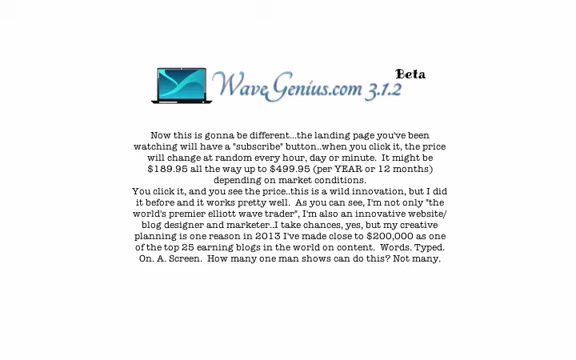 Beta
WaveGenius.com 3.1.2
Now this is gonna be different...the landing page you've been
watching will have a "subscribe" button..when you click it, the price
will change at random every hour, day or minute. It might be
$189.95 all the way up to $499.95 (per YEAR or 12 months)
depending on market conditions.
You click it, and you see the price..this is a wild innovation, but I did
it before and it works pretty well. As you can see, I'm not only "the
world's premier elliott wave trader", I'm also an innovative website/
blog designer and marketer..I take chances, yes, but my creative
planning is one reason in 2013 I've made close to $200,000 as one
of the top 25 earning blogs in the world on content. Words. Typed.
On. A. Screen. How many one man shows can do this? Not many.